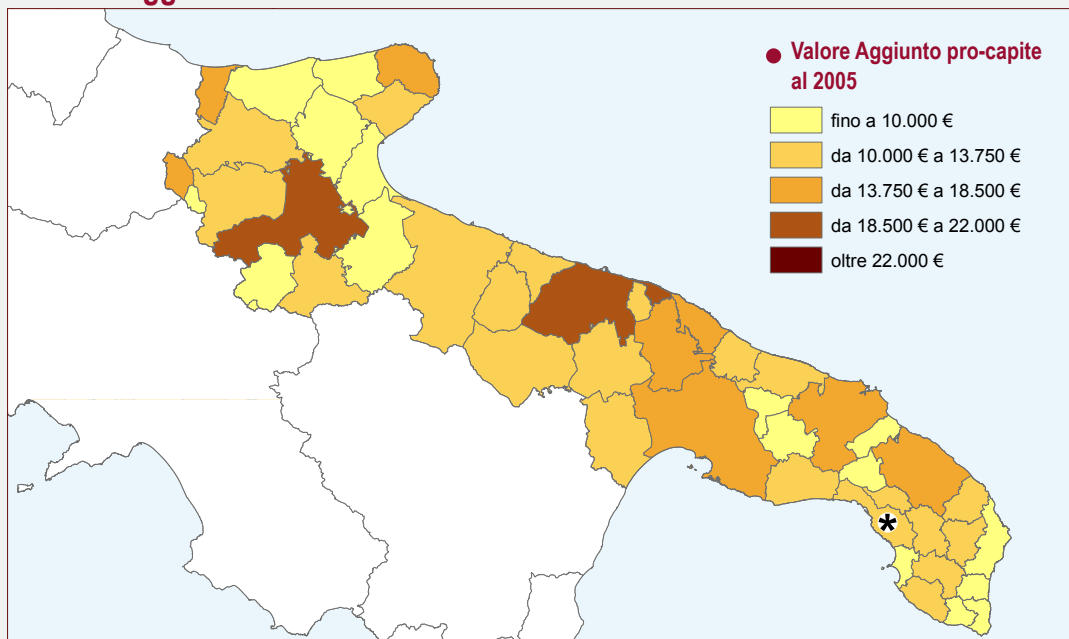 Valore Aggiunto pro-capite
al 2005
fino a 10.000 €
da 10.000 € a 13.750 €
da 13.750 € a 18.500 €
da 18.500 € a 22.000 €
oltre 22.000 €
*